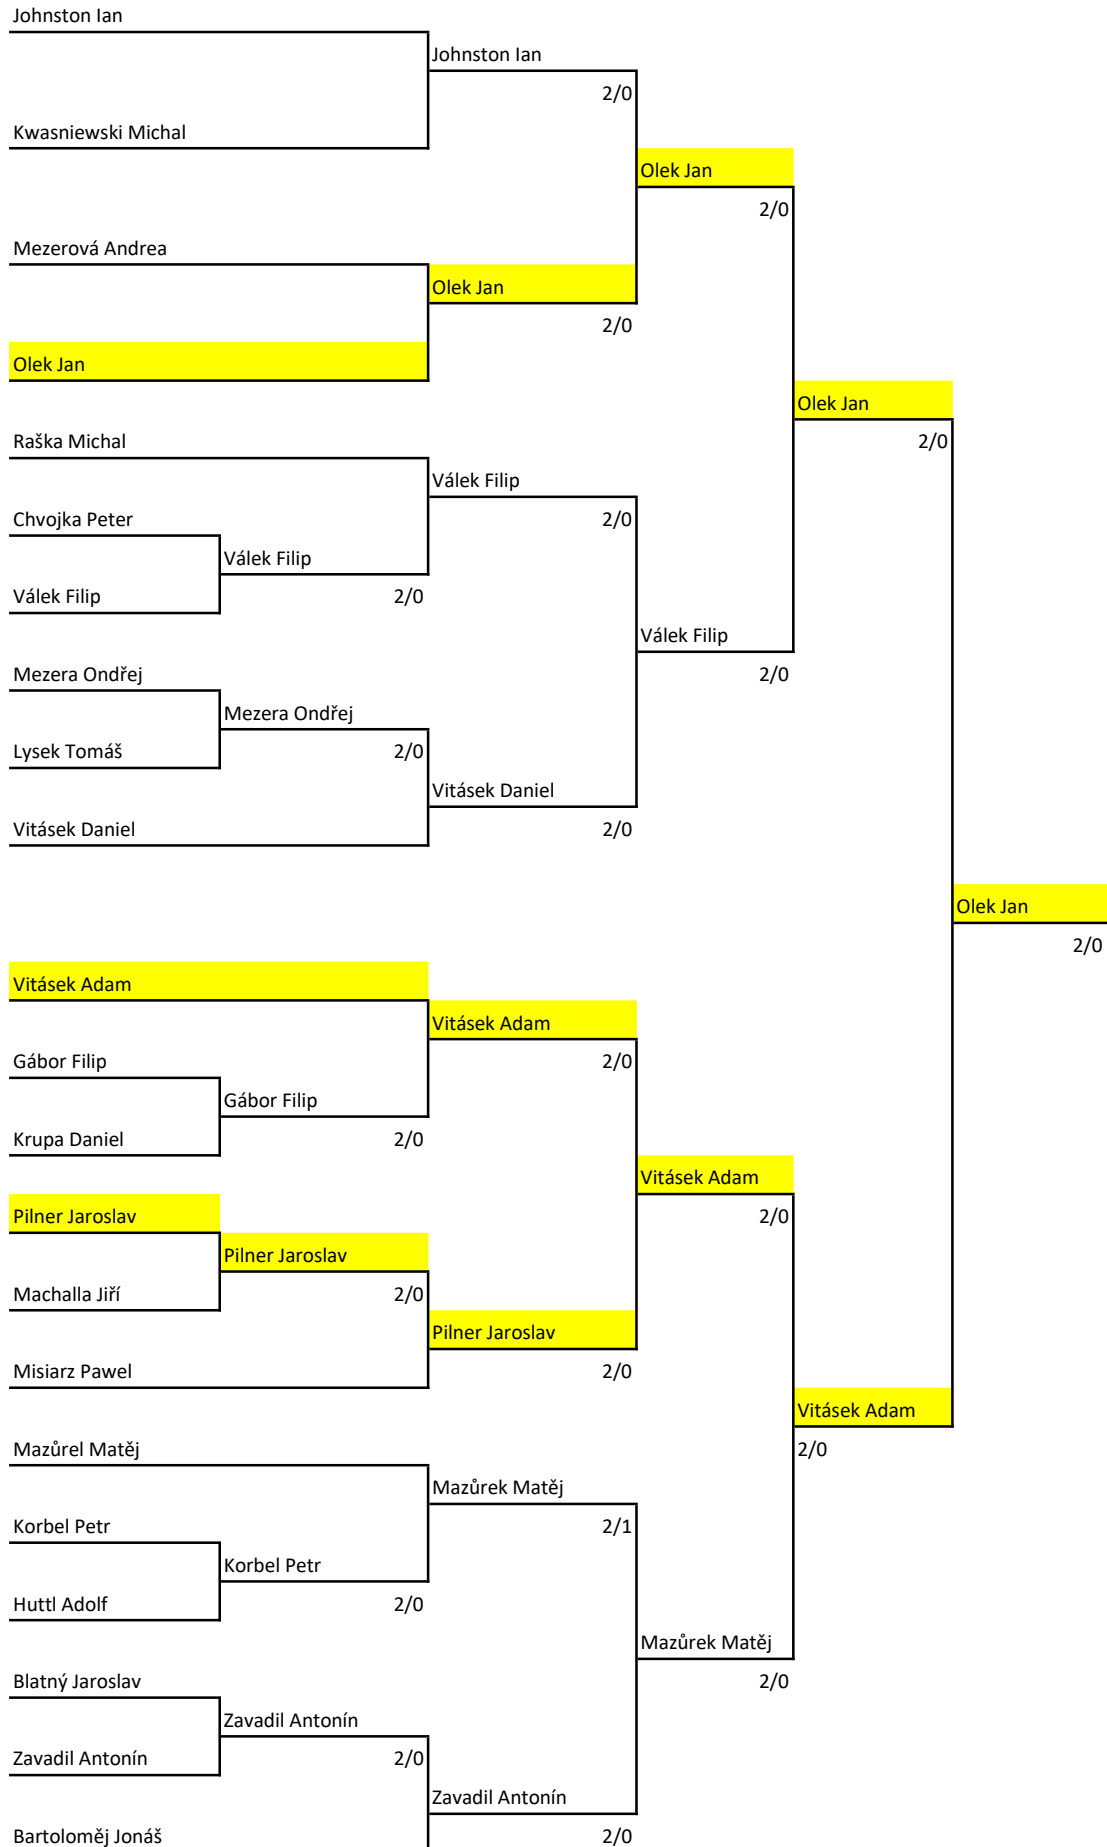 Johnston Ian
Johnston Ian
2/0
Kwasniewski Michal
Olek Jan
2/0
Mezerová Andrea
Olek Jan
2/0
Olek Jan
Olek Jan
2/0
Raška Michal
Válek Filip
2/0
Chvojka Peter
Válek Filip
Válek Filip
2/0
Válek Filip
2/0
Mezera Ondřej
Mezera Ondřej
Lysek Tomáš
2/0
Vitásek Daniel
Vitásek Daniel
2/0
Olek Jan
2/0
Vitásek Adam
Vitásek Adam
2/0
Gábor Filip
Gábor Filip
Krupa Daniel
2/0
Vitásek Adam
2/0
Pilner Jaroslav
Pilner Jaroslav
Machalla Jiří
2/0
Pilner Jaroslav
2/0
Misiarz Pawel
Vitásek Adam
2/0
Mazůrel Matěj
Mazůrek Matěj
2/1
Korbel Petr
Korbel Petr
Huttl Adolf
2/0
Mazůrek Matěj
2/0
Blatný Jaroslav
Zavadil Antonín
Zavadil Antonín
2/0
Zavadil Antonín
Bartoloměj Jonáš
2/0